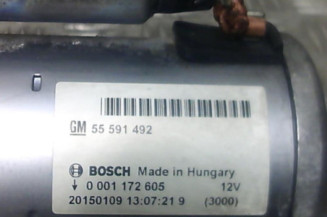 GM 55 591 492
BOSCH Made in Hungary
0 001 172 605 12V
20150109 13:07:21 9 (3000)